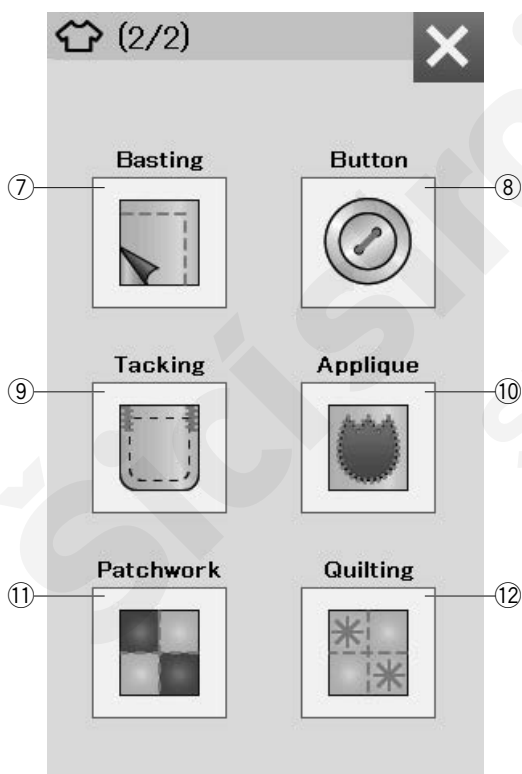 (2/2)
Basting Button
⑦ ⑧
Tacking Applique
⑨ ⑩
Patchwork Quilting
⑪ ⑫